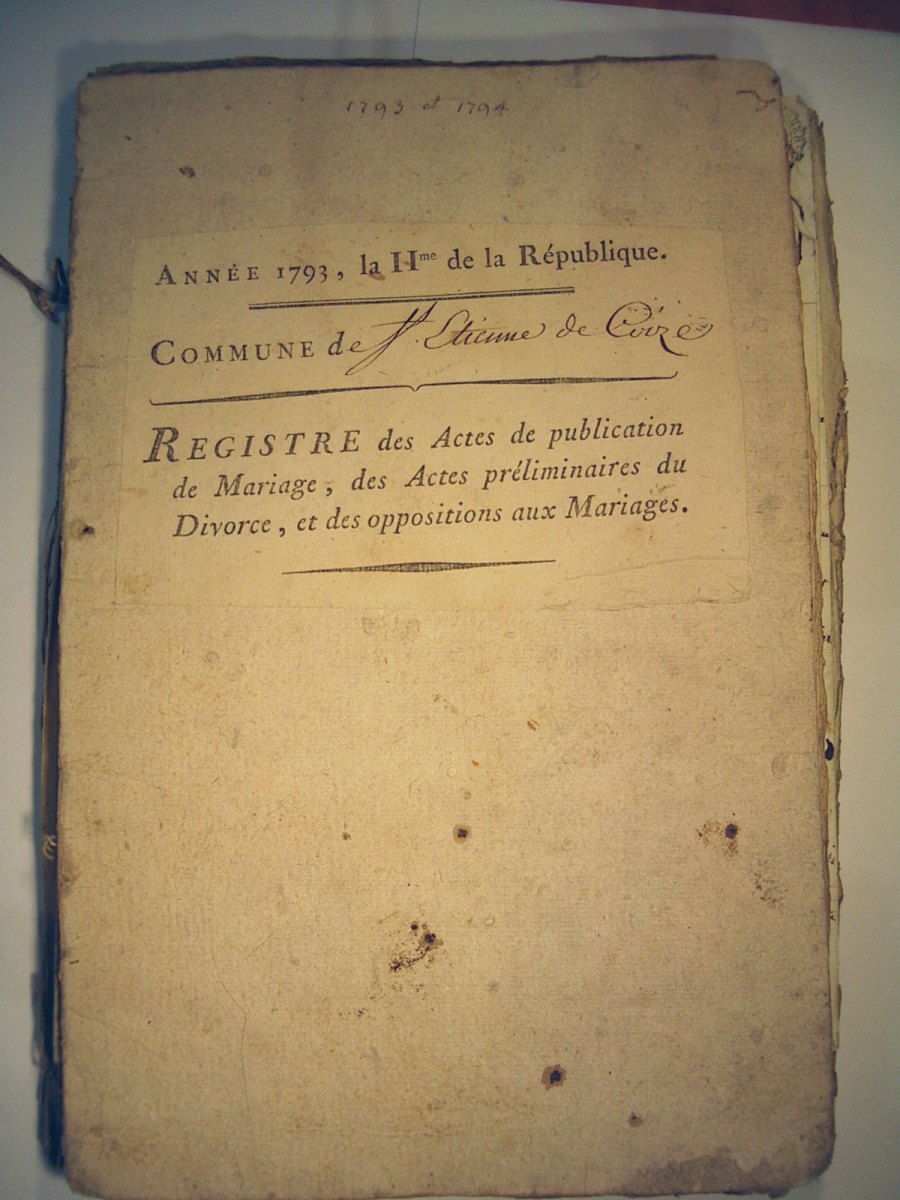 1793 et 1794
ANNÉE 1793, la IIme de la République.
COMMUNE de St. Etienne de Coize
REGISTRE des Actes de publication
de Mariage, des Actes préliminaires du
Divorce, et des oppositions aux Mariages.